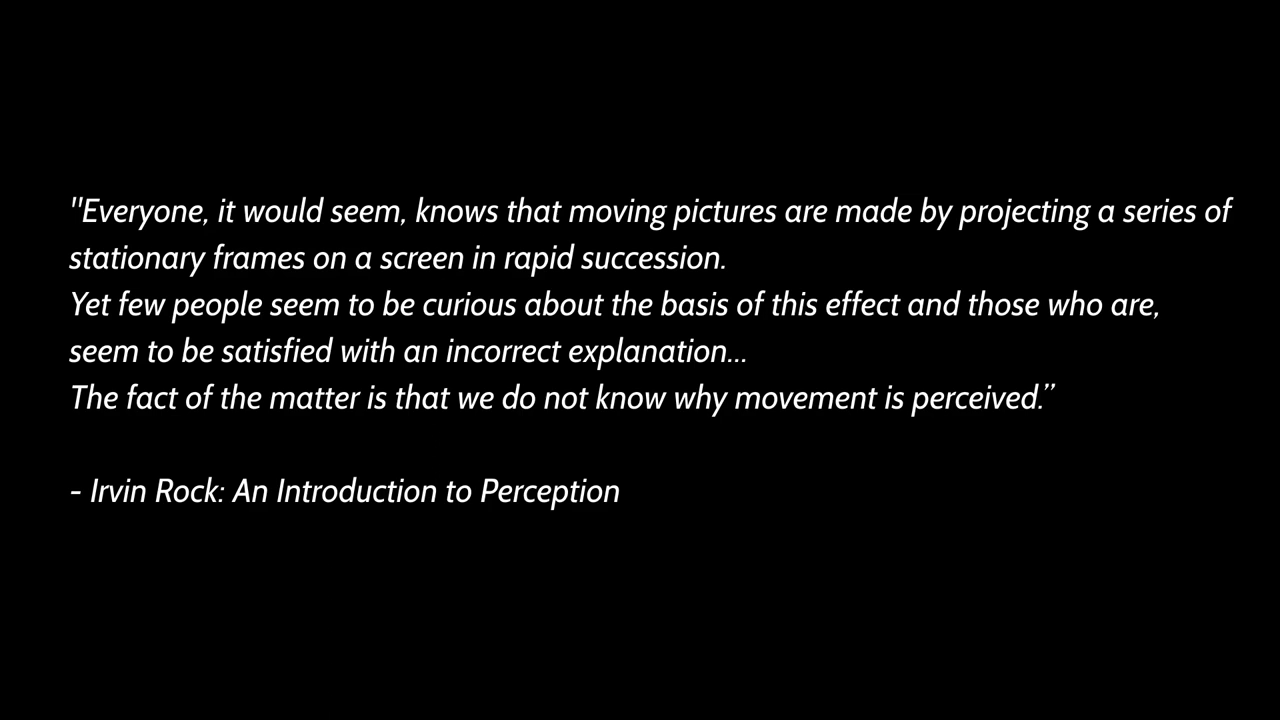 "Everyone, it would seem, knows that moving pictures are made by projecting a series of
stationary frames on a screen in rapid succession.
Yet few people seem to be curious about the basis of this effect and those who are,
seem to be satisfied with an incorrect explanation...
The fact of the matter is that we do not know why movement is perceived.”
- Irvin Rock: An Introduction to Perception